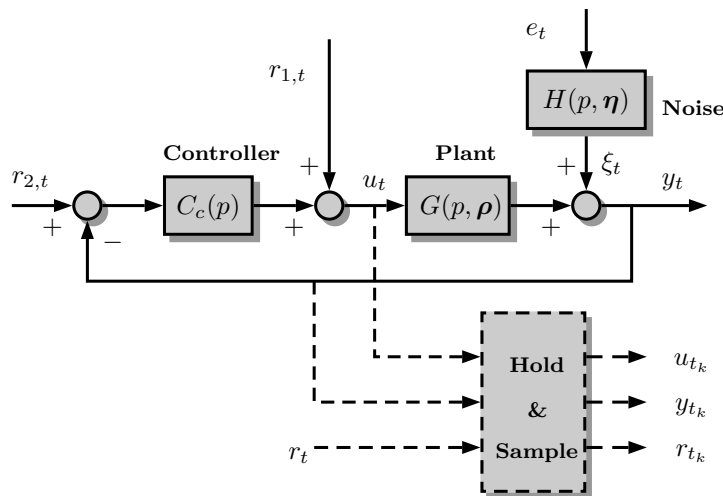 e_t
H(p, η)
Noise
r_{1,t}
Controller
+
Plant
+
ξ_t
r_{2,t}
u_t
y_t
C_c(p)
G(p, ρ)
+
−
+
+
Hold
&
Sample
u_{t_k}
y_{t_k}
r_t
r_{t_k}